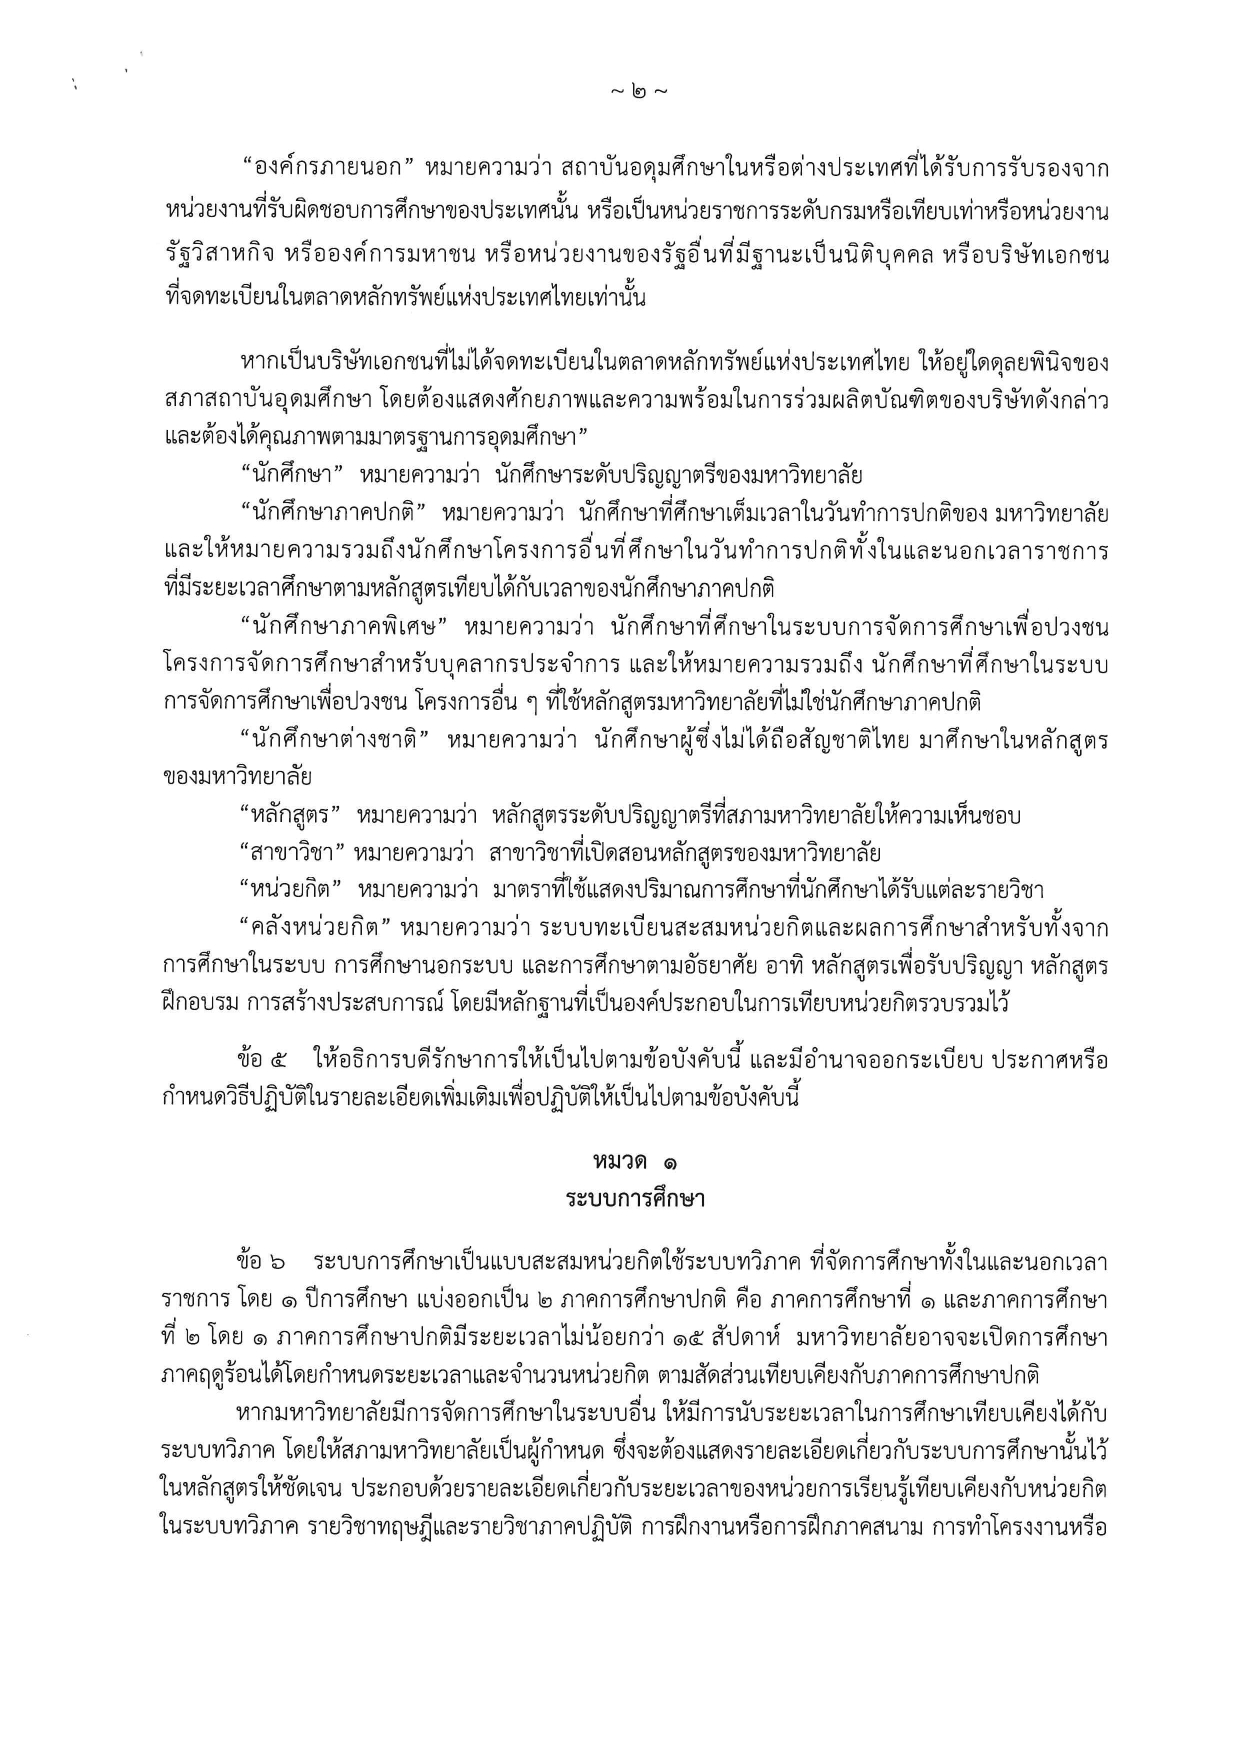 ~ ๒ ~
“องค์กรภายนอก” หมายความว่า สถาบันอดุมศึกษาในหรือต่างประเทศที่ได้รับการรับรองจาก
หน่วยงานที่รับผิดชอบการศึกษาของประเทศนั้น หรือเป็นหน่วยราชการระดับกรมหรือเทียบเท่าหรือหน่วยงาน
รัฐวิสาหกิจ หรือองค์การมหาชน หรือหน่วยงานของรัฐอื่นที่มีฐานะเป็นนิติบุคคล หรือบริษัทเอกชน
ที่จดทะเบียนในตลาดหลักทรัพย์แห่งประเทศไทยเท่านั้น
หากเป็นบริษัทเอกชนที่ไม่ได้จดทะเบียนในตลาดหลักทรัพย์แห่งประเทศไทย ให้อยู่ใดดุลยพินิจของ
สภาสถาบันอุดมศึกษา โดยต้องแสดงศักยภาพและความพร้อมในการร่วมผลิตบัณฑิตของบริษัทดังกล่าว
และต้องได้คุณภาพตามมาตรฐานการอุดมศึกษา”
“นักศึกษา” หมายความว่า นักศึกษาระดับปริญญาตรีของมหาวิทยาลัย
“นักศึกษาภาคปกติ” หมายความว่า นักศึกษาที่ศึกษาเต็มเวลาในวันทำการปกติของ มหาวิทยาลัย
และให้หมายความรวมถึงนักศึกษาโครงการอื่นที่ศึกษาในวันทำการปกติทั้งในและนอกเวลาราชการ
ที่มีระยะเวลาศึกษาตามหลักสูตรเทียบได้กับเวลาของนักศึกษาภาคปกติ
“นักศึกษาภาคพิเศษ” หมายความว่า นักศึกษาที่ศึกษาในระบบการจัดการศึกษาเพื่อปวงชน
โครงการจัดการศึกษาสำหรับบุคลากรประจำการ และให้หมายความรวมถึง นักศึกษาที่ศึกษาในระบบ
การจัดการศึกษาเพื่อปวงชน โครงการอื่น ๆ ที่ใช้หลักสูตรมหาวิทยาลัยที่ไม่ใช่นักศึกษาภาคปกติ
“นักศึกษาต่างชาติ” หมายความว่า นักศึกษาผู้ซึ่งไม่ได้ถือสัญชาติไทย มาศึกษาในหลักสูตร
ของมหาวิทยาลัย
“หลักสูตร” หมายความว่า หลักสูตรระดับปริญญาตรีที่สภามหาวิทยาลัยให้ความเห็นชอบ
“สาขาวิชา” หมายความว่า สาขาวิชาที่เปิดสอนหลักสูตรของมหาวิทยาลัย
“หน่วยกิต” หมายความว่า มาตราที่ใช้แสดงปริมาณการศึกษาที่นักศึกษาได้รับแต่ละรายวิชา
“คลังหน่วยกิต” หมายความว่า ระบบทะเบียนสะสมหน่วยกิตและผลการศึกษาสำหรับทั้งจาก
การศึกษาในระบบ การศึกษานอกระบบ และการศึกษาตามอัธยาศัย อาทิ หลักสูตรเพื่อรับปริญญา หลักสูตร
ฝึกอบรม การสร้างประสบการณ์ โดยมีหลักฐานที่เป็นองค์ประกอบในการเทียบหน่วยกิตรวบรวมไว้
ข้อ ๕ ให้อธิการบดีรักษาการให้เป็นไปตามข้อบังคับนี้ และมีอำนาจออกระเบียบ ประกาศหรือ
กำหนดวิธีปฏิบัติในรายละเอียดเพิ่มเติมเพื่อปฏิบัติให้เป็นไปตามข้อบังคับนี้
หมวด ๑
ระบบการศึกษา
ข้อ ๖ ระบบการศึกษาเป็นแบบสะสมหน่วยกิตใช้ระบบทวิภาค ที่จัดการศึกษาทั้งในและนอกเวลา
ราชการ โดย ๑ ปีการศึกษา แบ่งออกเป็น ๒ ภาคการศึกษาปกติ คือ ภาคการศึกษาที่ ๑ และภาคการศึกษา
ที่ ๒ โดย ๑ ภาคการศึกษาปกติมีระยะเวลาไม่น้อยกว่า ๑๕ สัปดาห์ มหาวิทยาลัยอาจจะเปิดการศึกษา
ภาคฤดูร้อนได้โดยกำหนดระยะเวลาและจำนวนหน่วยกิต ตามสัดส่วนเทียบเคียงกับภาคการศึกษาปกติ
หากมหาวิทยาลัยมีการจัดการศึกษาในระบบอื่น ให้มีการนับระยะเวลาในการศึกษาเทียบเคียงได้กับ
ระบบทวิภาค โดยให้สภามหาวิทยาลัยเป็นผู้กำหนด ซึ่งจะต้องแสดงรายละเอียดเกี่ยวกับระบบการศึกษานั้นไว้
ในหลักสูตรให้ชัดเจน ประกอบด้วยรายละเอียดเกี่ยวกับระยะเวลาของหน่วยการเรียนรู้เทียบเคียงกับหน่วยกิต
ในระบบทวิภาค รายวิชาทฤษฎีและรายวิชาภาคปฏิบัติ การฝึกงานหรือการฝึกภาคสนาม การทำโครงงานหรือ